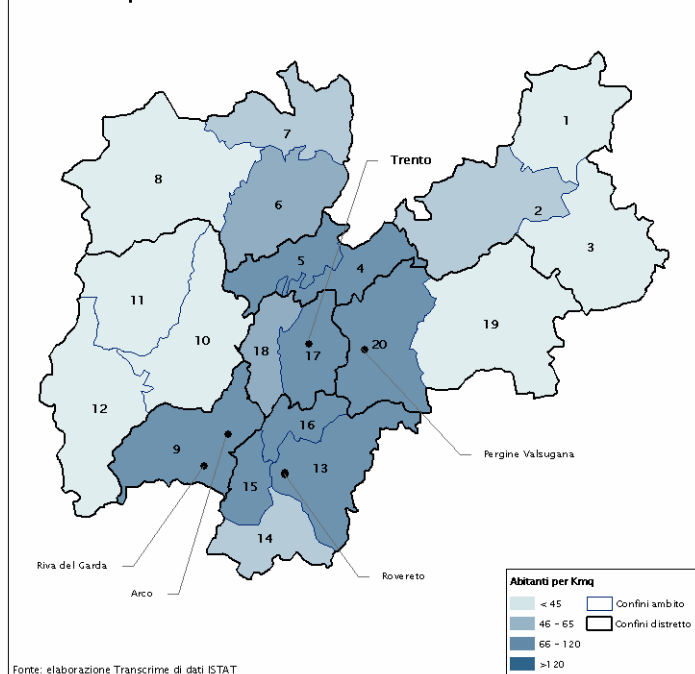 1
7
Trento
8
6
2
3
5
4
11
10
19
18
17
20
12
16
9
13
Pergine Valsugana
15
14
Riva del Garda
Rovereto
Arco
Abitanti per Kmq
< 45
Confini ambito
46 - 65
Confini distretto
66 - 120
>120
Fonte: elaborazione Transcrime di dati ISTAT